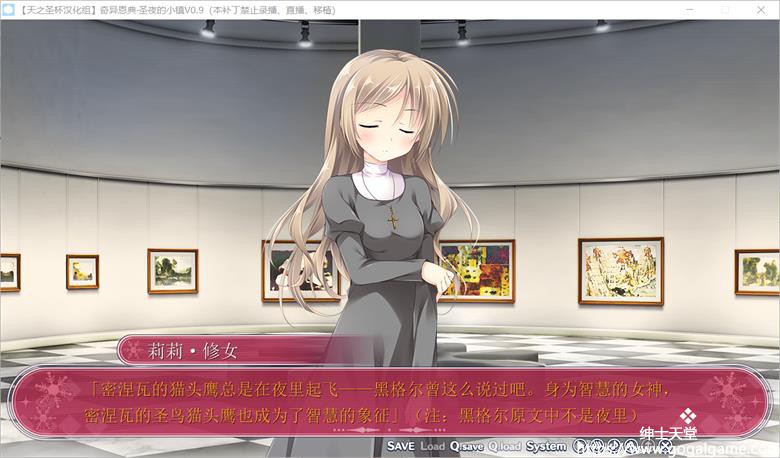 【天之圣杯汉化组】奇异恩典·圣夜的小镇V0.9（本补丁禁止录播、直播、移植）
莉莉·修女
「密涅瓦的猫头鹰总是在夜里起飞——黑格尔曾这么说过吧。身为智慧的女神，
密涅瓦的圣鸟猫头鹰也成为了智慧的象征」（注：黑格尔原文中不是夜里）
绅士天堂
SAVE Load Q.save Q.load System